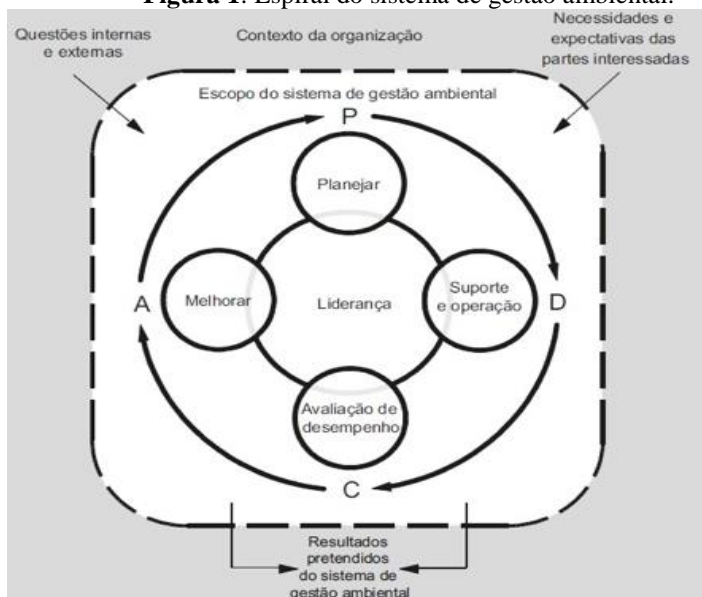 Figura 1. Espiral do sistema de gestão ambiental.
Questões internas
e externas
Contexto da organização
Necessidades e
expectativas das
partes interessadas
Escopo do sistema de gestão ambiental
P
Planejar
A
Melhorar
Liderança
Suporte
e operação
D
Avaliação de
desempenho
C
Resultados
pretendidos
do sistema de
gestão ambiental